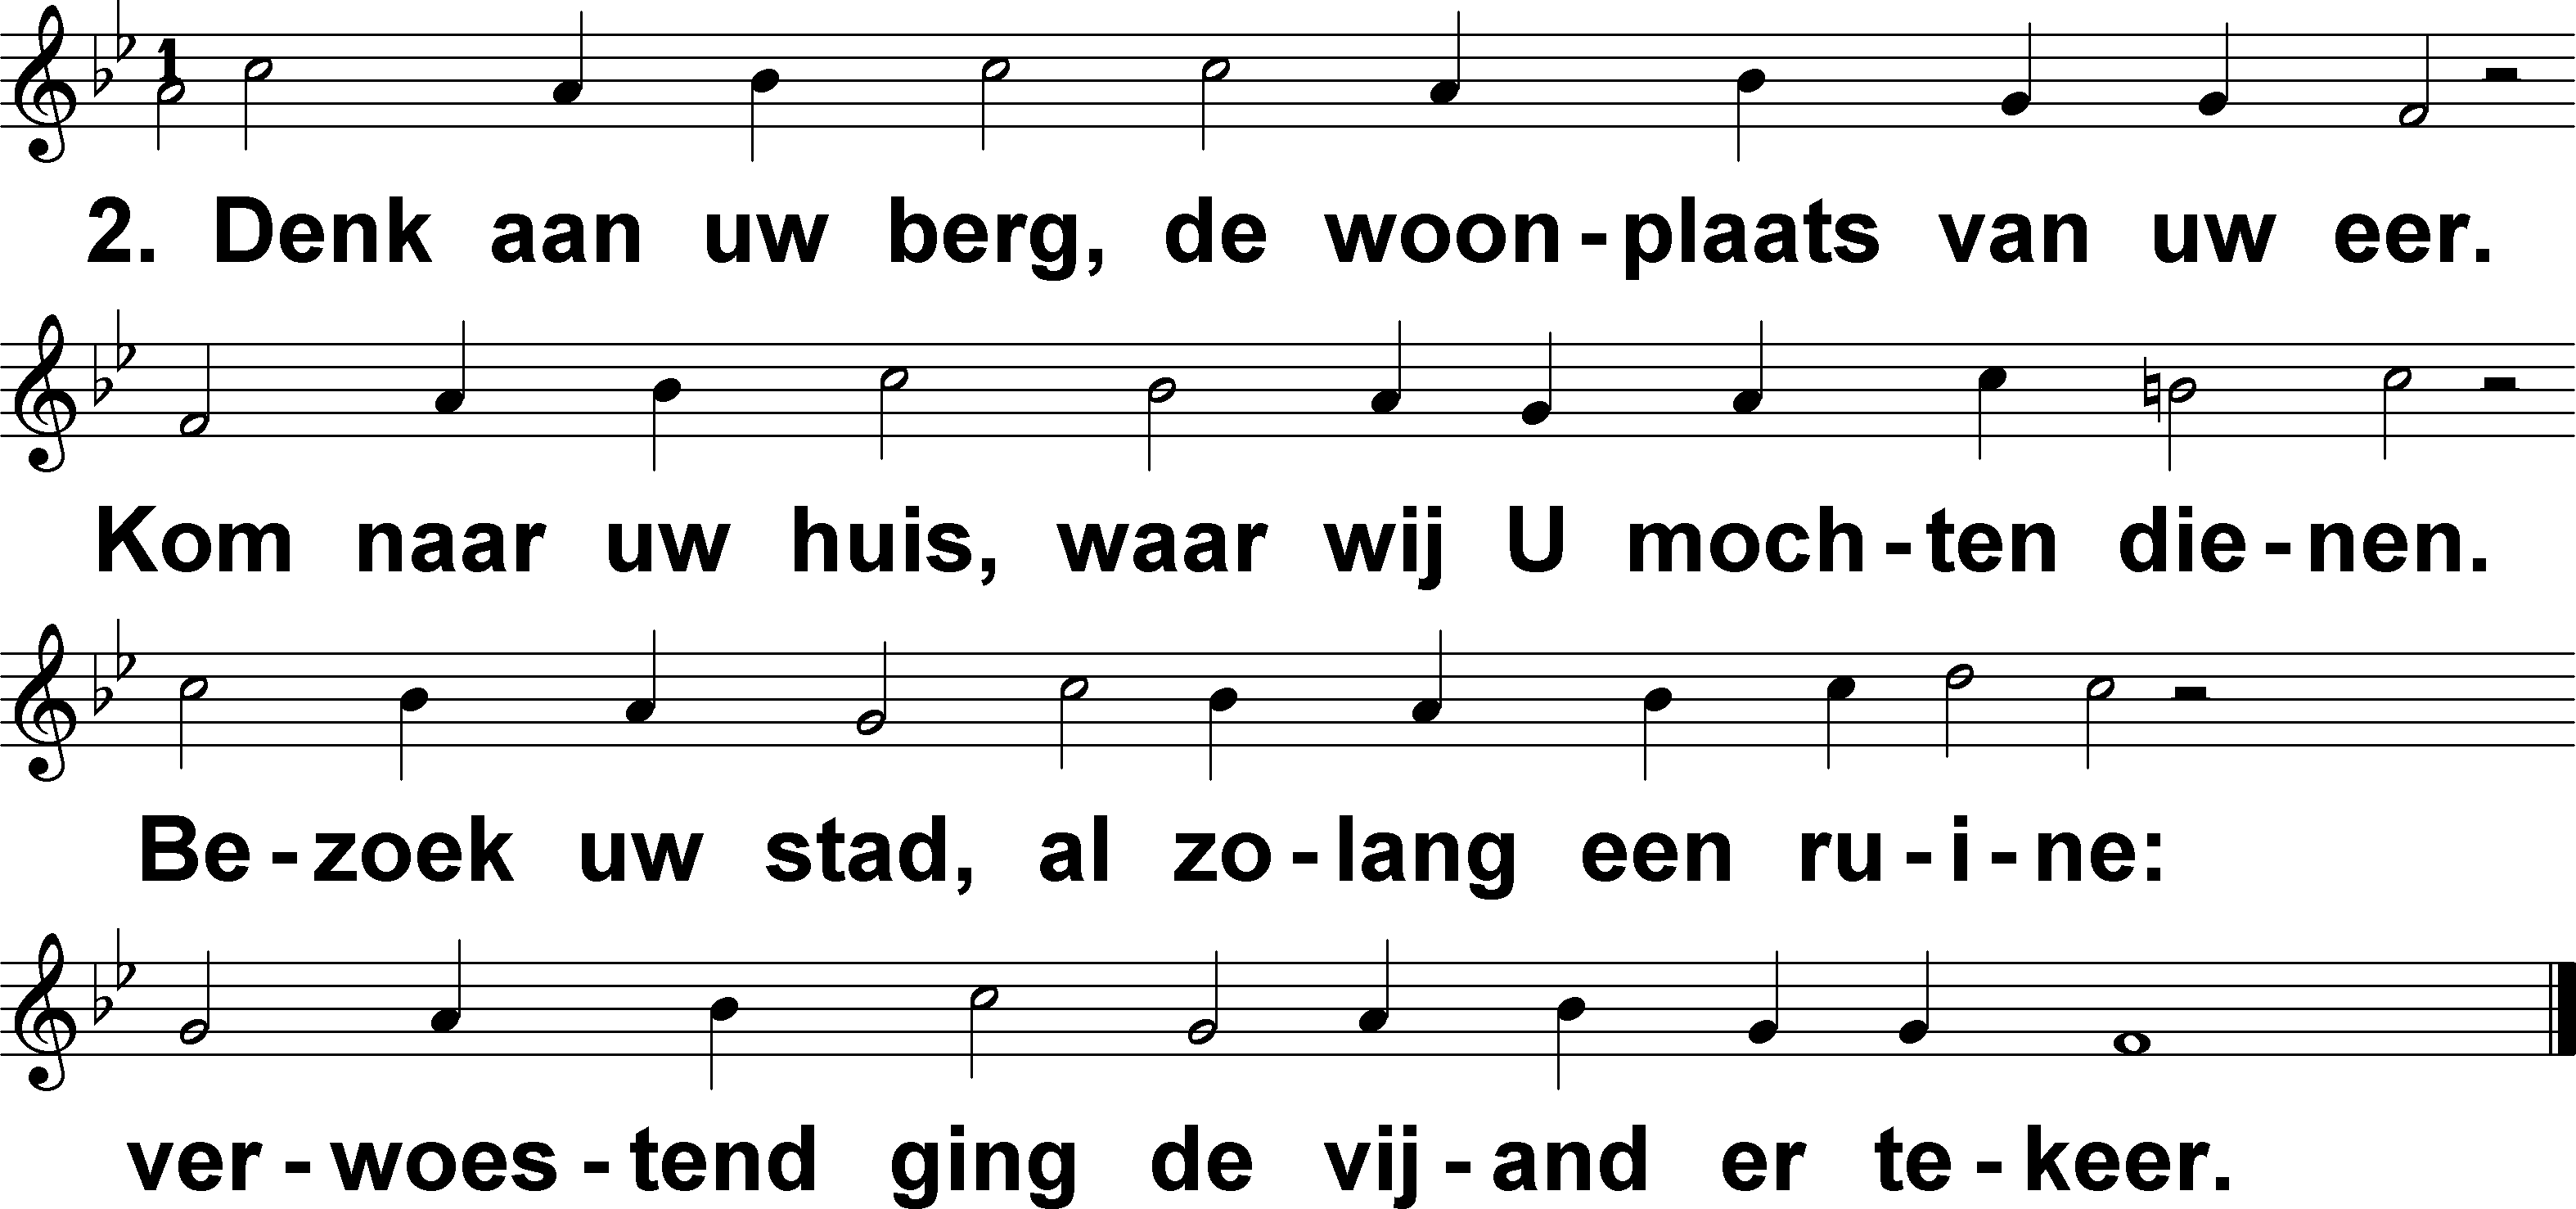 2. Denk aan uw berg, de woon-plaats van uw eer.
Kom naar uw huis, waar wij U moch-ten die-nen.
Be-zoek uw stad, al zo-lang een ru-i-ne:
ver-woes-tend ging de vij-and er te-keer.